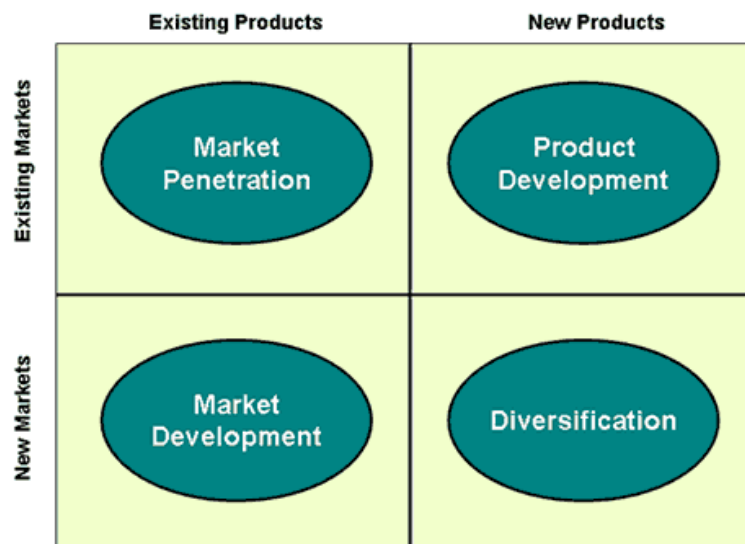 Existing Products
New Products
Existing Markets
Market
Penetration
Product
Development
New Markets
Market
Development
Diversification